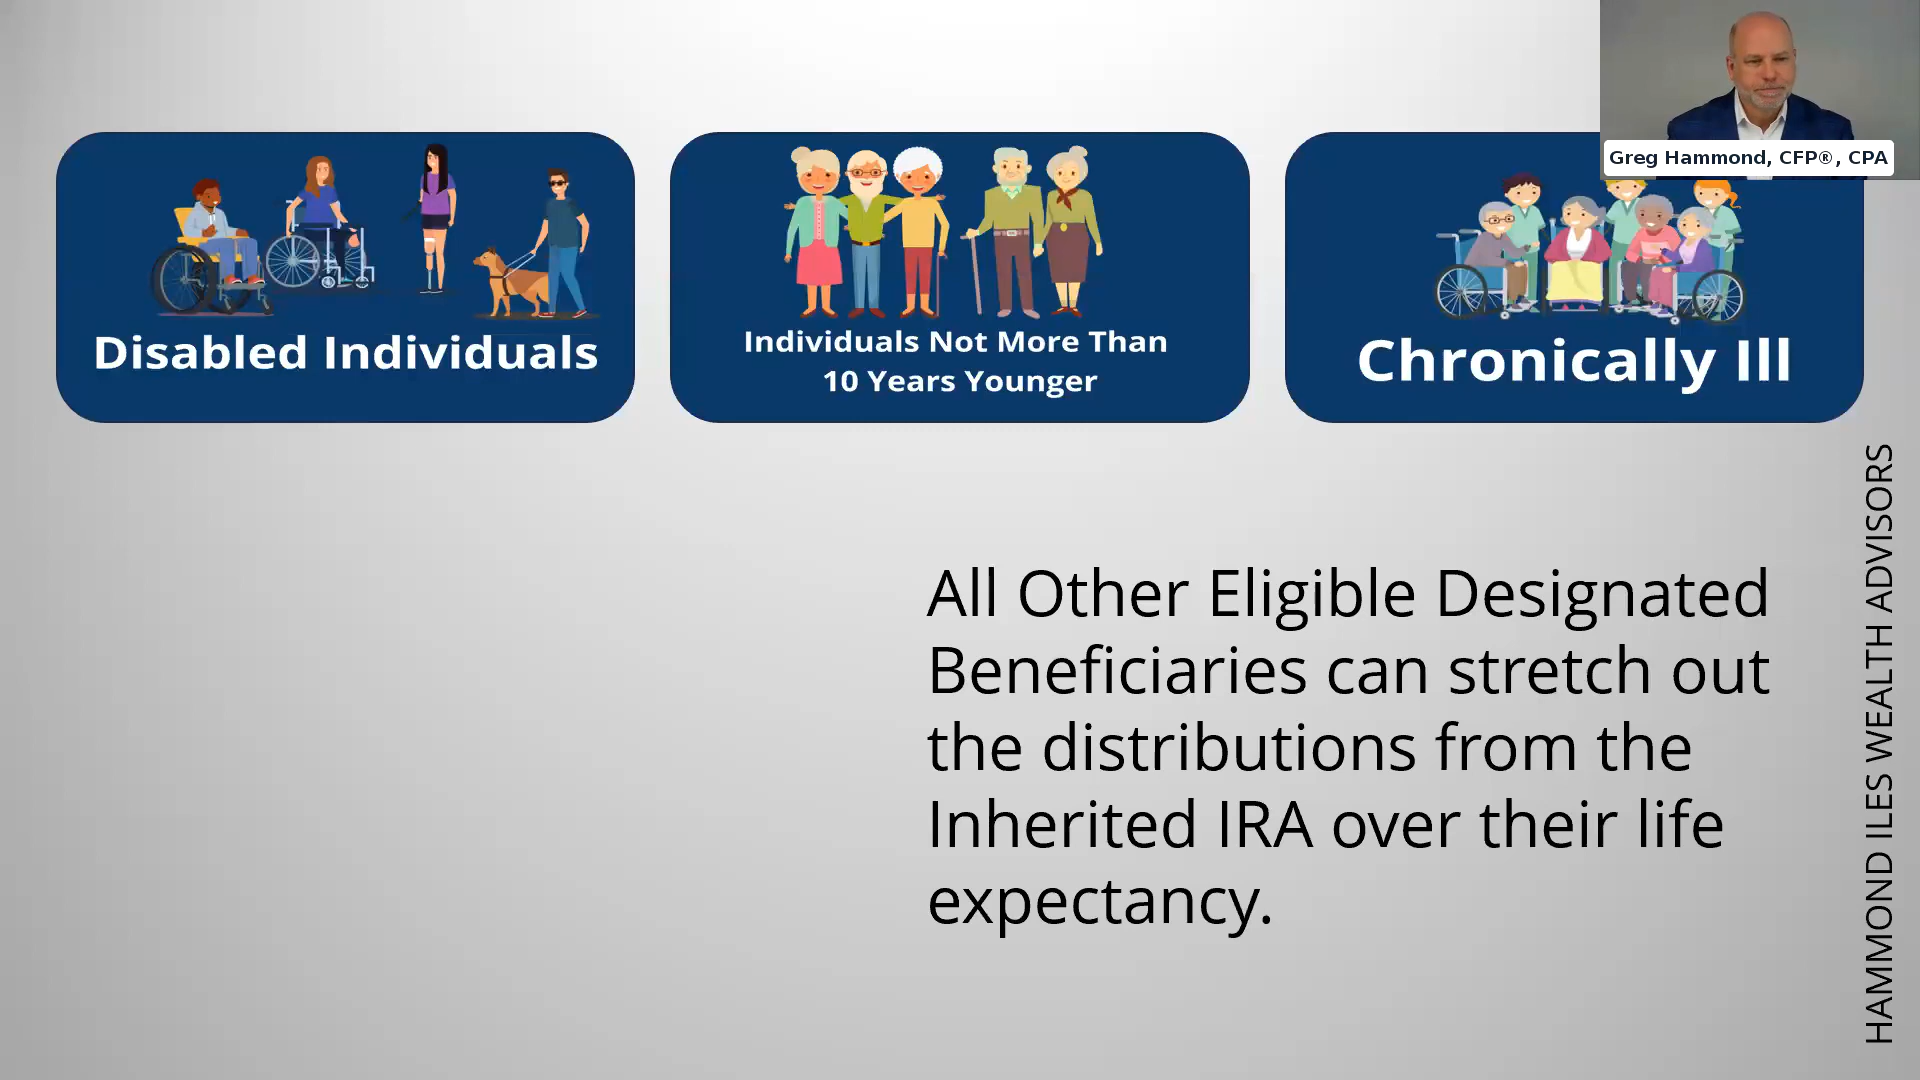 Greg Hammond, CFP®, CPA
Disabled Individuals
Individuals Not More Than
10 Years Younger
Chronically Ill
All Other Eligible Designated
Beneficiaries can stretch out
the distributions from the
Inherited IRA over their life
expectancy.
HAMMOND ILES WEALTH ADVISORS